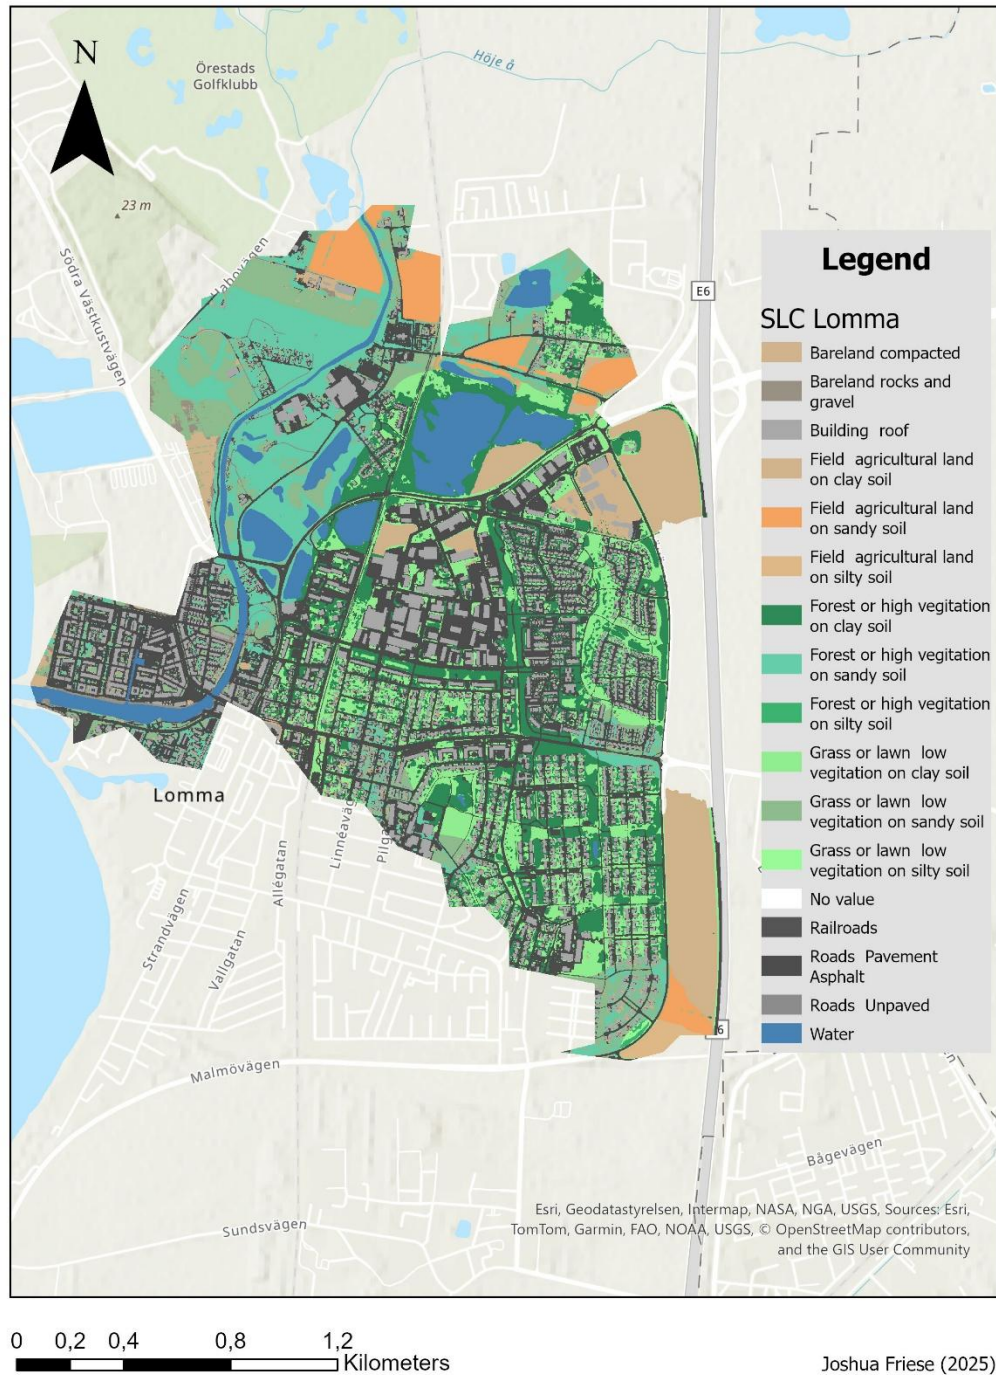 N
Örestads
Golfklubb
Höje å
23 m
Södra Västkustvägen
Habovägen
E6
Legend
SLC Lomma
Bareland compacted
Bareland rocks and
gravel
Building roof
Field agricultural land
on clay soil
Field agricultural land
on sandy soil
Field agricultural land
on silty soil
Forest or high vegitation
on clay soil
Forest or high vegitation
on sandy soil
Forest or high vegitation
on silty soil
Grass or lawn low
vegitation on clay soil
Grass or lawn low
vegitation on sandy soil
Grass or lawn low
vegitation on silty soil
No value
Railroads
Roads Pavement
Asphalt
Roads Unpaved
Water
Lomma
Linnéaväg
Pilga
Allégatan
Strandvägen
Vallgatan
6
Malmövägen
Bågevägen
Sundsvägen
Esri, Geodatastyrelsen, Intermap, NASA, NGA, USGS, Sources: Esri,
TomTom, Garmin, FAO, NOAA, USGS, © OpenStreetMap contributors,
and the GIS User Community
0 0,2 0,4 0,8 1,2
Kilometers
Joshua Friese (2025)